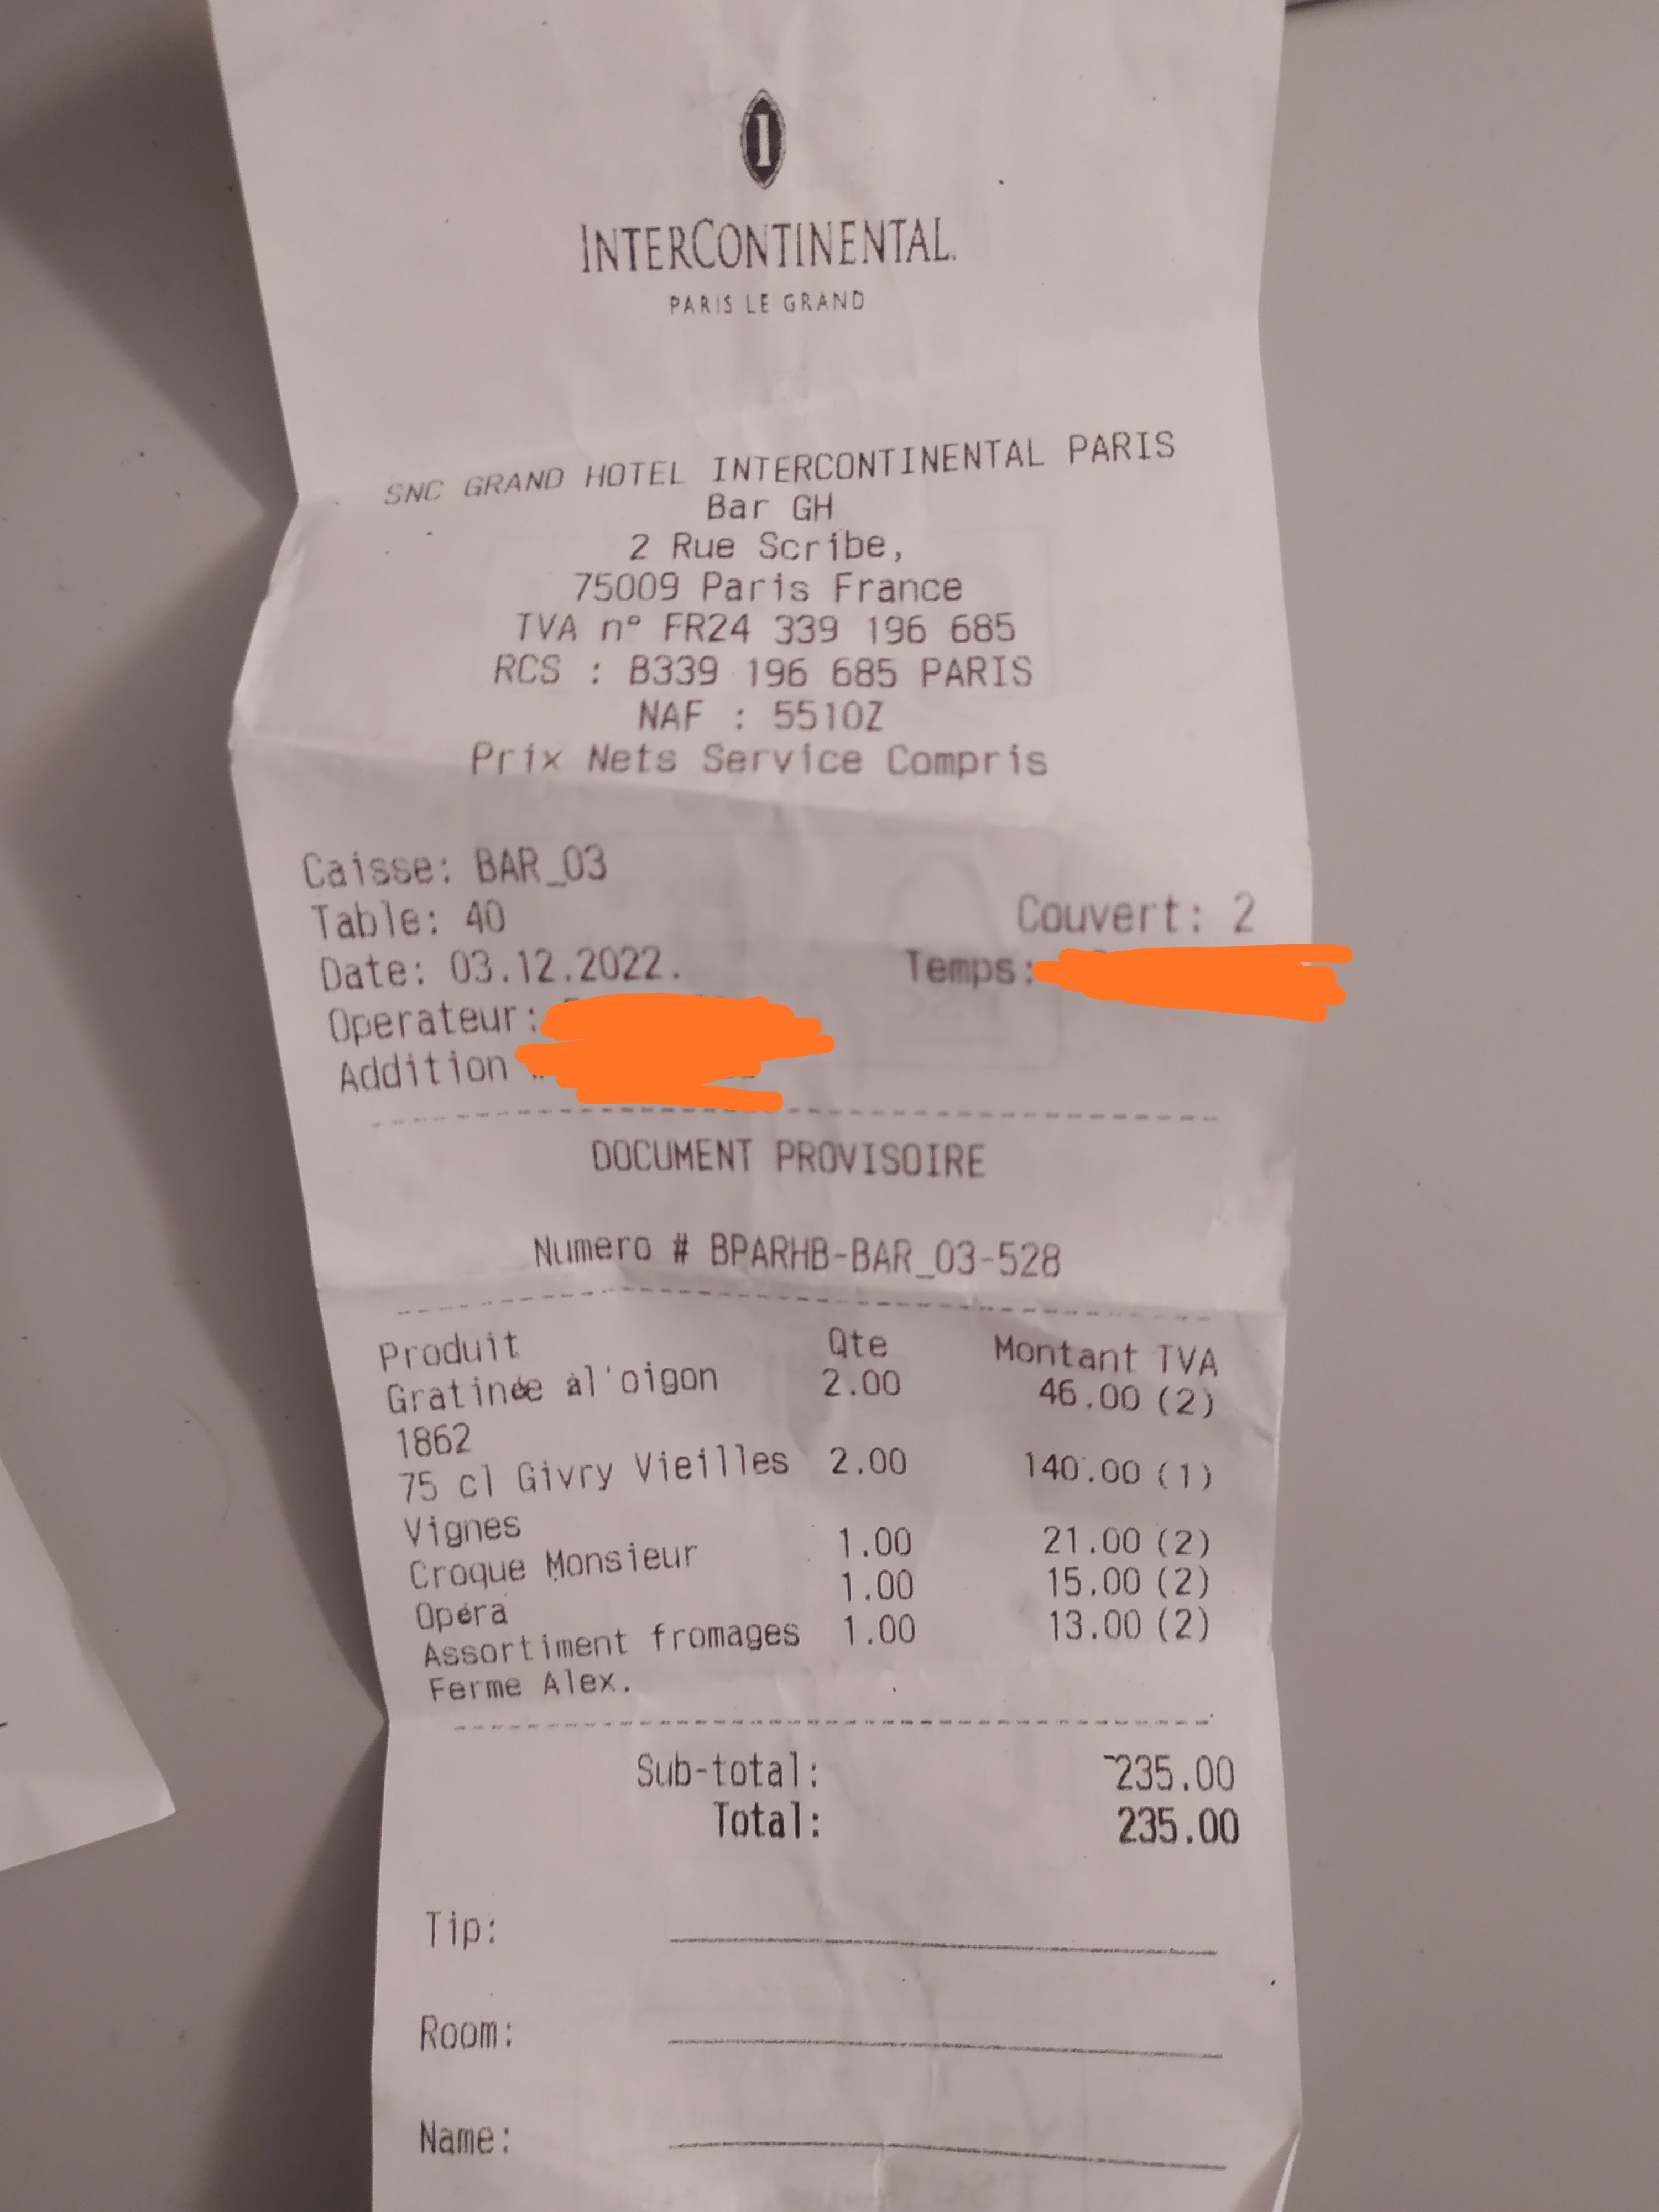 INTERCONTINENTAL.
PARIS LE GRAND
SNC GRAND HOTEL INTERCONTINENTAL PARIS
Bar GH
2 Rue Scribe,
75009 Paris France
TVA n° FR24 339 196 685
RCS : B339 196 685 PARIS
NAF : 5510Z
Prix Nets Service Compris
Caisse: BAR_03
Table: 40 Couvert: 2
Date: 03.12.2022. Temps:
Operateur:
Addition
DOCUMENT PROVISOIRE
Numero # BPARHB-BAR_03-528
Produit Qte Montant TVA
Gratinée àl'oigon 2.00 46.00 (2)
1862
75 cl Givry Vieilles 2.00 140.00 (1)
Vignes
Croque Monsieur 1.00 21.00 (2)
Opéra 1.00 15.00 (2)
Assortiment fromages 1.00 13.00 (2)
Ferme Alex.
Sub-total: 235.00
Total: 235.00
Tip:
Room:
Name: